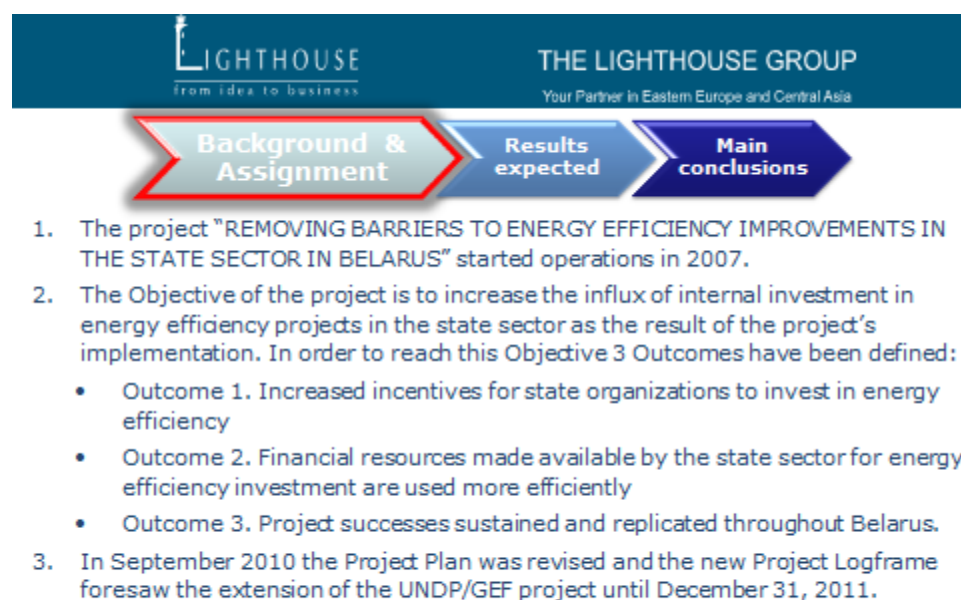 LIGHTHOUSE
from idea to business
THE LIGHTHOUSE GROUP
Your Partner in Eastern Europe and Central Asia
Background &
Assignment
Results
expected
Main
conclusions
1. The project “REMOVING BARRIERS TO ENERGY EFFICIENCY IMPROVEMENTS IN
THE STATE SECTOR IN BELARUS” started operations in 2007.
2. The Objective of the project is to increase the influx of internal investment in
energy efficiency projects in the state sector as the result of the project’s
implementation. In order to reach this Objective 3 Outcomes have been defined:
• Outcome 1. Increased incentives for state organizations to invest in energy
efficiency
• Outcome 2. Financial resources made available by the state sector for energy
efficiency investment are used more efficiently
• Outcome 3. Project successes sustained and replicated throughout Belarus.
3. In September 2010 the Project Plan was revised and the new Project Logframe
foresaw the extension of the UNDP/GEF project until December 31, 2011.